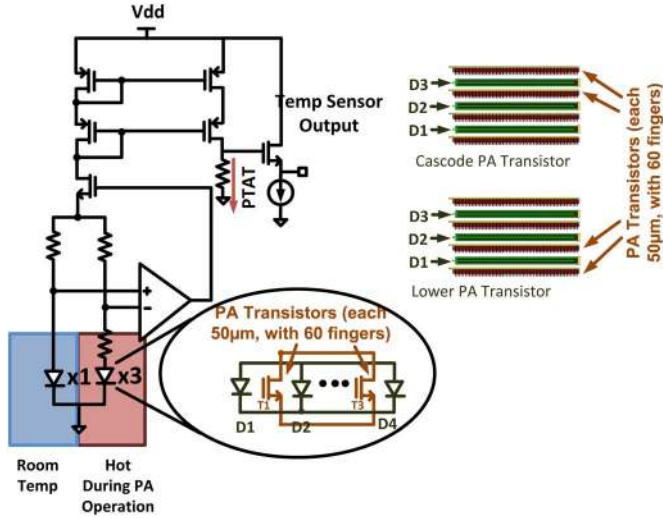 Vdd
Temp Sensor
Output
PTAT
+
−
x1
x3
Room
Temp
Hot
During PA
Operation
PA Transistors (each
50µm, with 60 fingers)
T1
T3
D1
D2
D4
D3
D2
D1
Cascode PA Transistor
D3
D2
D1
Lower PA Transistor
PA Transistors (each
50µm, with 60 fingers)